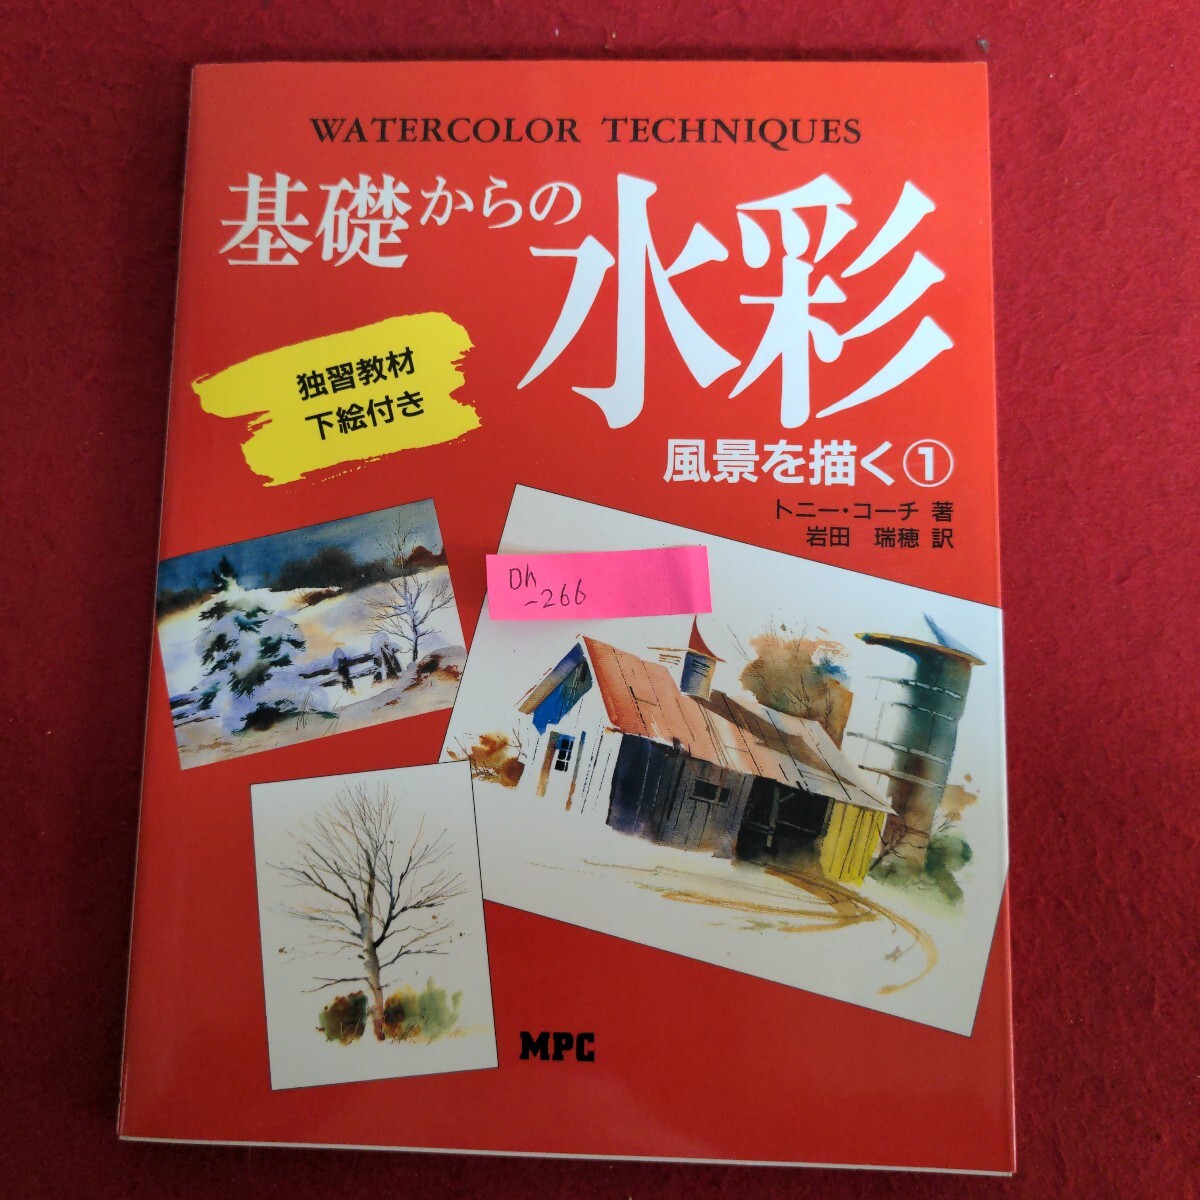 WATERCOLOR TECHNIQUES
基礎からの
水彩
独習教材
下絵付き
風景を描く①
トニー・コーチ 著
岩田 瑞穂 訳
Oh
-266
MPC